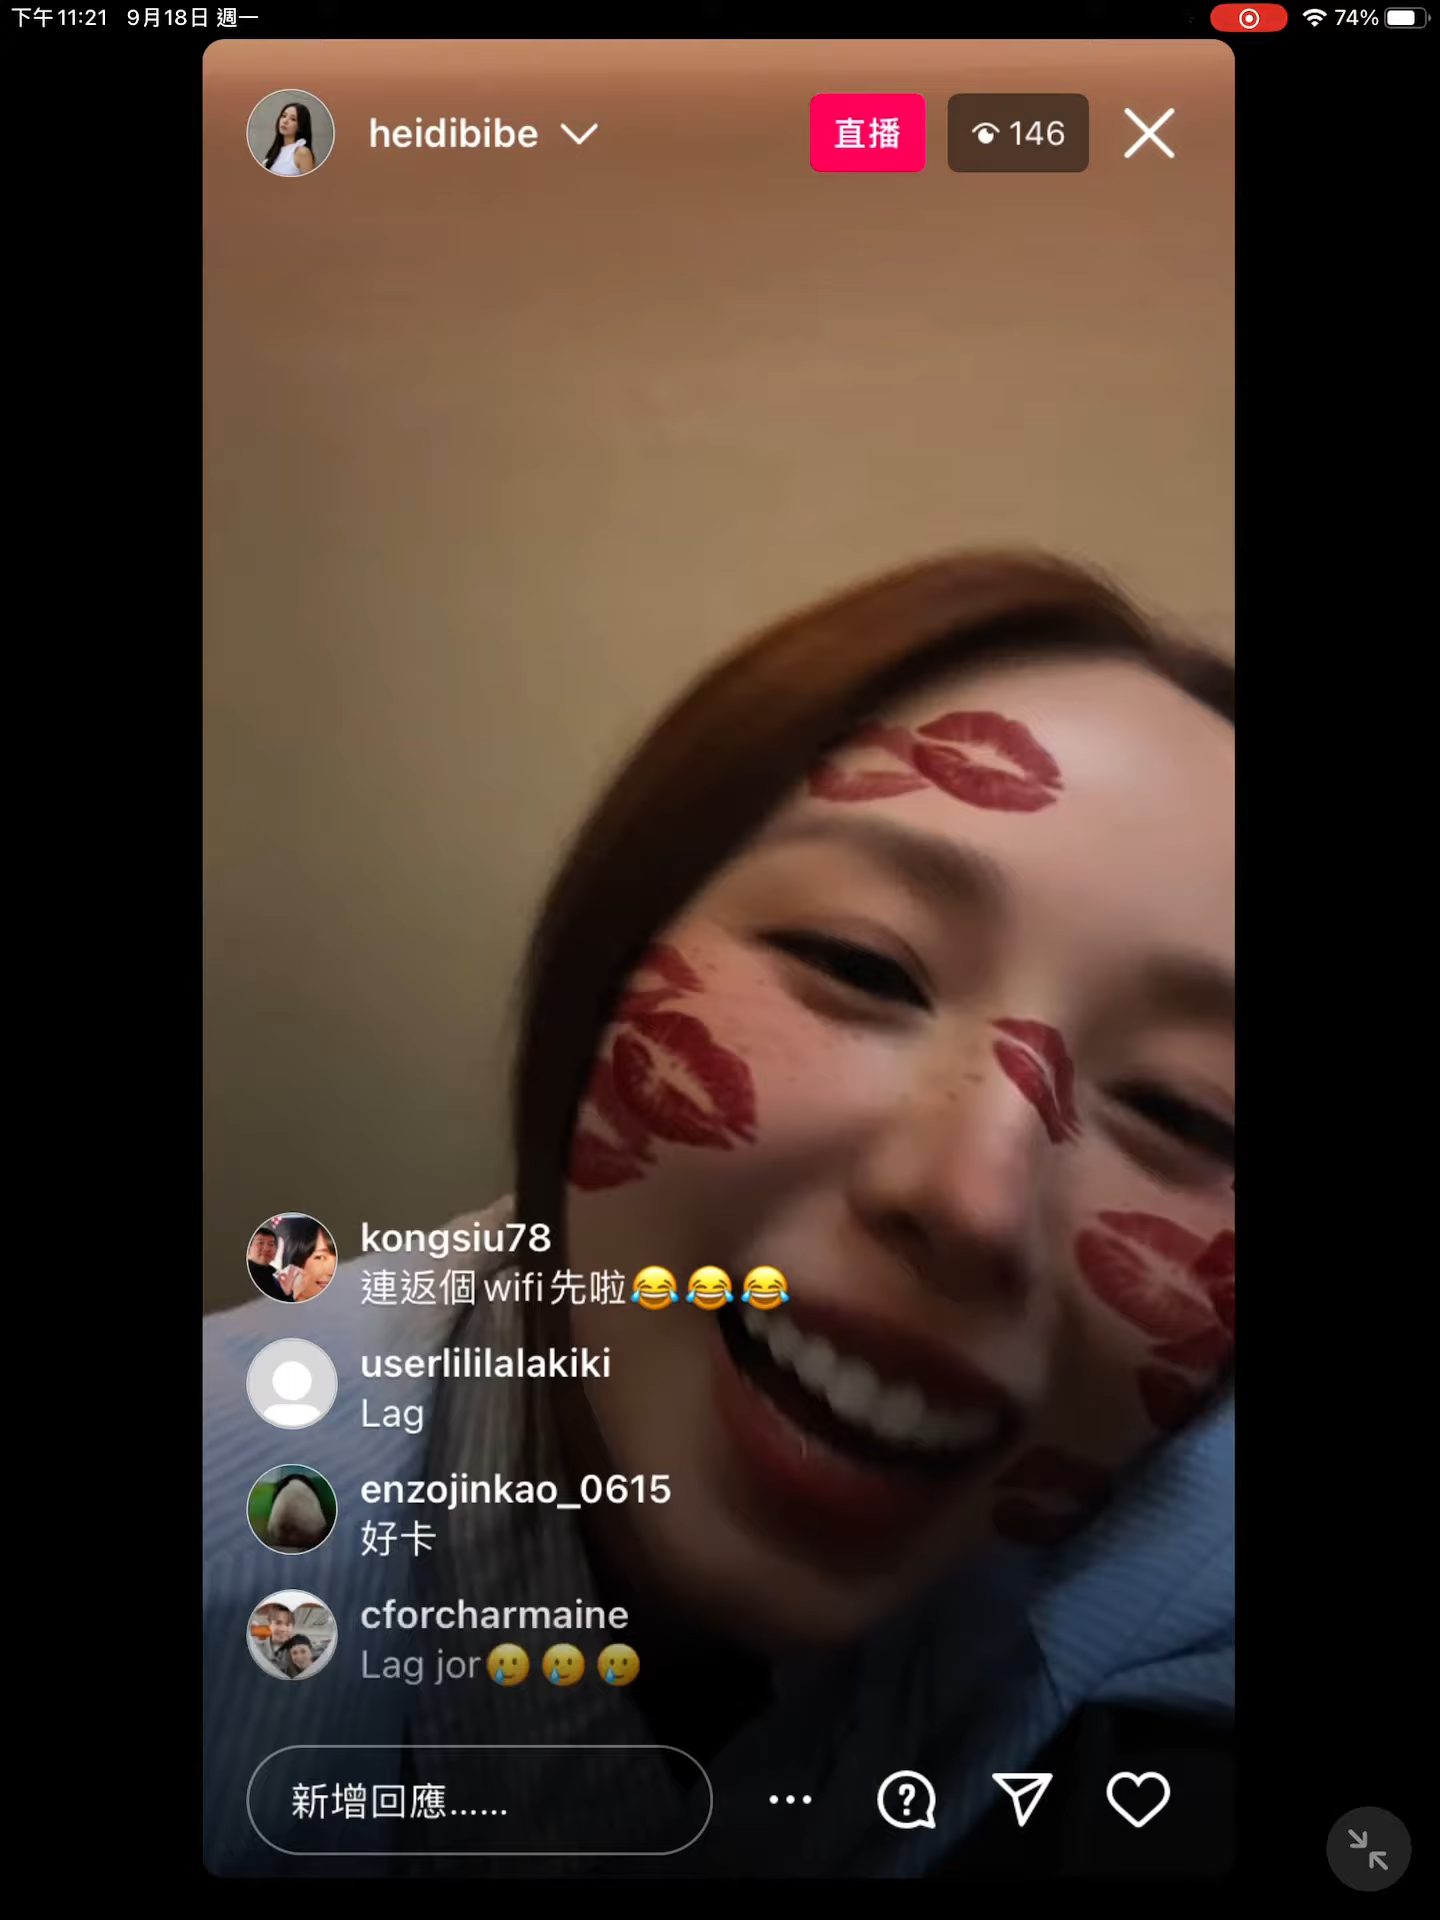 下午11:21 9月18日 週一
74%
heidibibe
直播
146
kongsiu78
連返個wifi先啦😂😂😂
userlililalakiki
Lag
enzojinkao_0615
好卡
cforcharmaine
Lag jor🥲🥲🥲
新增回應......